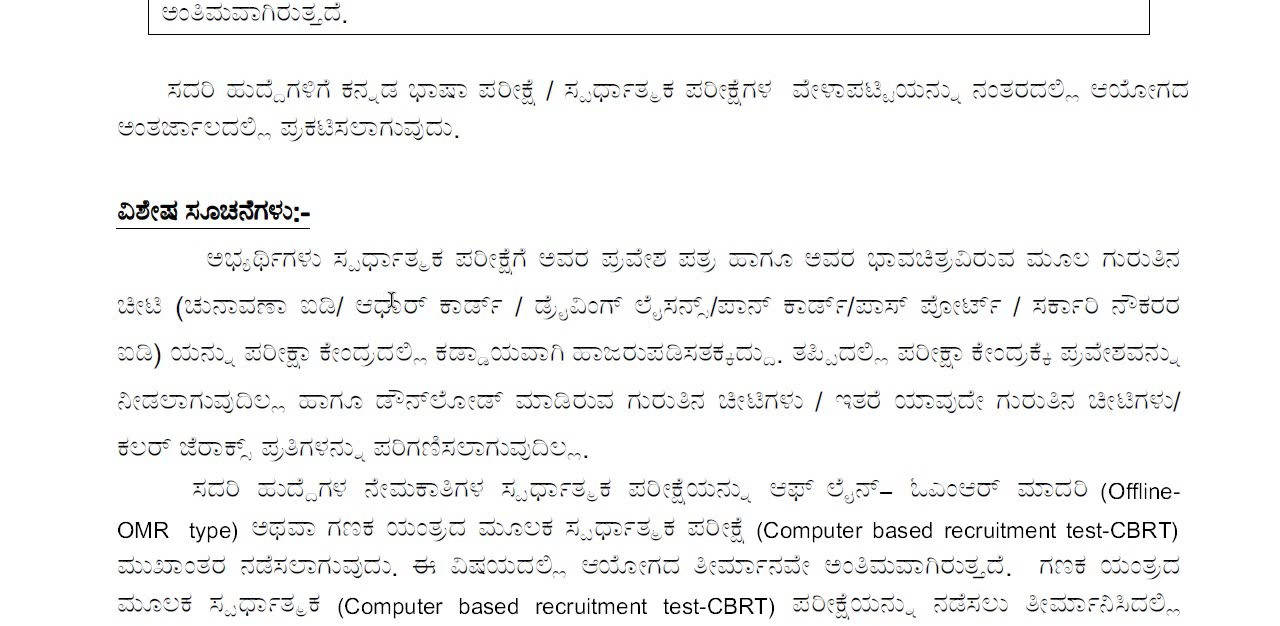 ಅಂತಿಮವಾಗಿರುತ್ತದೆ.
ಸದರಿ ಹುದ್ದೆಗಳಿಗೆ ಕನ್ನಡ ಭಾಷಾ ಪರೀಕ್ಷೆ / ಸ್ಪರ್ಧಾತ್ಮಕ ಪರೀಕ್ಷೆಗಳ ವೇಳಾಪಟ್ಟಿಯನ್ನು ನಂತರದಲ್ಲಿ ಆಯೋಗದ
ಅಂತರ್ಜಾಲದಲ್ಲಿ ಪ್ರಕಟಿಸಲಾಗುವುದು.
ವಿಶೇಷ ಸೂಚನೆಗಳು:-
ಅಭ್ಯರ್ಥಿಗಳು ಸ್ಪರ್ಧಾತ್ಮಕ ಪರೀಕ್ಷೆಗೆ ಅವರ ಪ್ರವೇಶ ಪತ್ರ ಹಾಗೂ ಅವರ ಭಾವಚಿತ್ರವಿರುವ ಮೂಲ ಗುರುತಿನ
ಚೀಟಿ (ಚುನಾವಣಾ ಐಡಿ/ ಆಧಾರ್ ಕಾರ್ಡ್ / ಡ್ರೈವಿಂಗ್ ಲೈಸನ್ಸ್/ಪಾನ್ ಕಾರ್ಡ್/ಪಾಸ್ ಪೋರ್ಟ್ / ಸರ್ಕಾರಿ ನೌಕರರ
ಐಡಿ) ಯನ್ನು ಪರೀಕ್ಷಾ ಕೇಂದ್ರದಲ್ಲಿ ಕಡ್ಡಾಯವಾಗಿ ಹಾಜರುಪಡಿಸತಕ್ಕದ್ದು. ತಪ್ಪಿದಲ್ಲಿ ಪರೀಕ್ಷಾ ಕೇಂದ್ರಕ್ಕೆ ಪ್ರವೇಶವನ್ನು
ನೀಡಲಾಗುವುದಿಲ್ಲ ಹಾಗೂ ಡೌನ್‌ಲೋಡ್ ಮಾಡಿರುವ ಗುರುತಿನ ಚೀಟಿಗಳು / ಇತರೆ ಯಾವುದೇ ಗುರುತಿನ ಚೀಟಿಗಳು/
ಕಲರ್ ಜೆರಾಕ್ಸ್ ಪ್ರತಿಗಳನ್ನು ಪರಿಗಣಿಸಲಾಗುವುದಿಲ್ಲ.
ಸದರಿ ಹುದ್ದೆಗಳ ನೇಮಕಾತಿಗಳ ಸ್ಪರ್ಧಾತ್ಮಕ ಪರೀಕ್ಷೆಯನ್ನು ಆಫ್ ಲೈನ್– ಓಎಂಆರ್ ಮಾದರಿ (Offline-
OMR type) ಅಥವಾ ಗಣಕ ಯಂತ್ರದ ಮೂಲಕ ಸ್ಪರ್ಧಾತ್ಮಕ ಪರೀಕ್ಷೆ (Computer based recruitment test-CBRT)
ಮುಖಾಂತರ ನಡೆಸಲಾಗುವುದು. ಈ ವಿಷಯದಲ್ಲಿ ಆಯೋಗದ ತೀರ್ಮಾನವೇ ಅಂತಿಮವಾಗಿರುತ್ತದೆ. ಗಣಕ ಯಂತ್ರದ
ಮೂಲಕ ಸ್ಪರ್ಧಾತ್ಮಕ (Computer based recruitment test-CBRT) ಪರೀಕ್ಷೆಯನ್ನು ನಡೆಸಲು ತೀರ್ಮಾನಿಸಿದಲ್ಲಿ